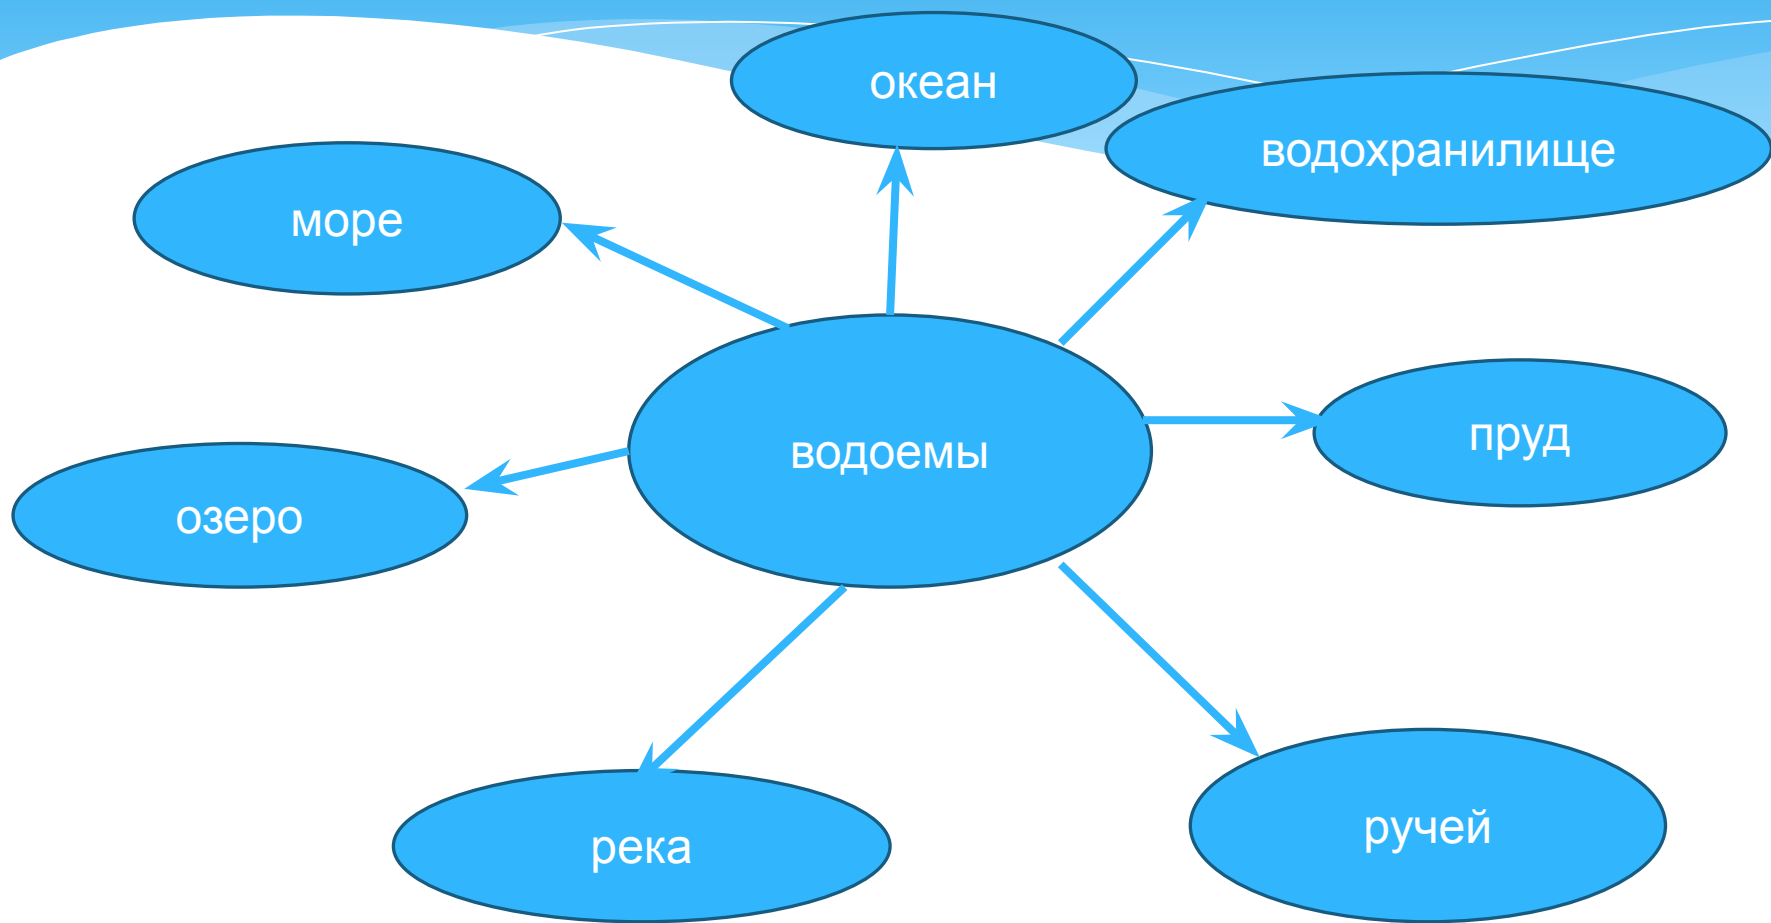 океан
водохранилище
море
пруд
водоемы
озеро
ручей
река